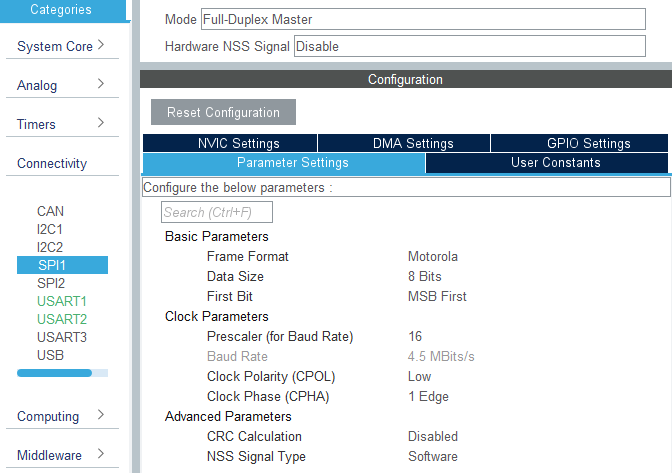 Categories
System Core
Analog
Timers
Connectivity
CAN
I2C1
I2C2
SPI1
SPI2
USART1
USART2
USART3
USB
Computing
Middleware
Mode Full-Duplex Master
Hardware NSS Signal Disable
Configuration
Reset Configuration
NVIC Settings DMA Settings GPIO Settings
Parameter Settings User Constants
Configure the below parameters :
Search (Ctrl+F)
Basic Parameters
Frame Format Motorola
Data Size 8 Bits
First Bit MSB First
Clock Parameters
Prescaler (for Baud Rate) 16
Baud Rate 4.5 MBits/s
Clock Polarity (CPOL) Low
Clock Phase (CPHA) 1 Edge
Advanced Parameters
CRC Calculation Disabled
NSS Signal Type Software